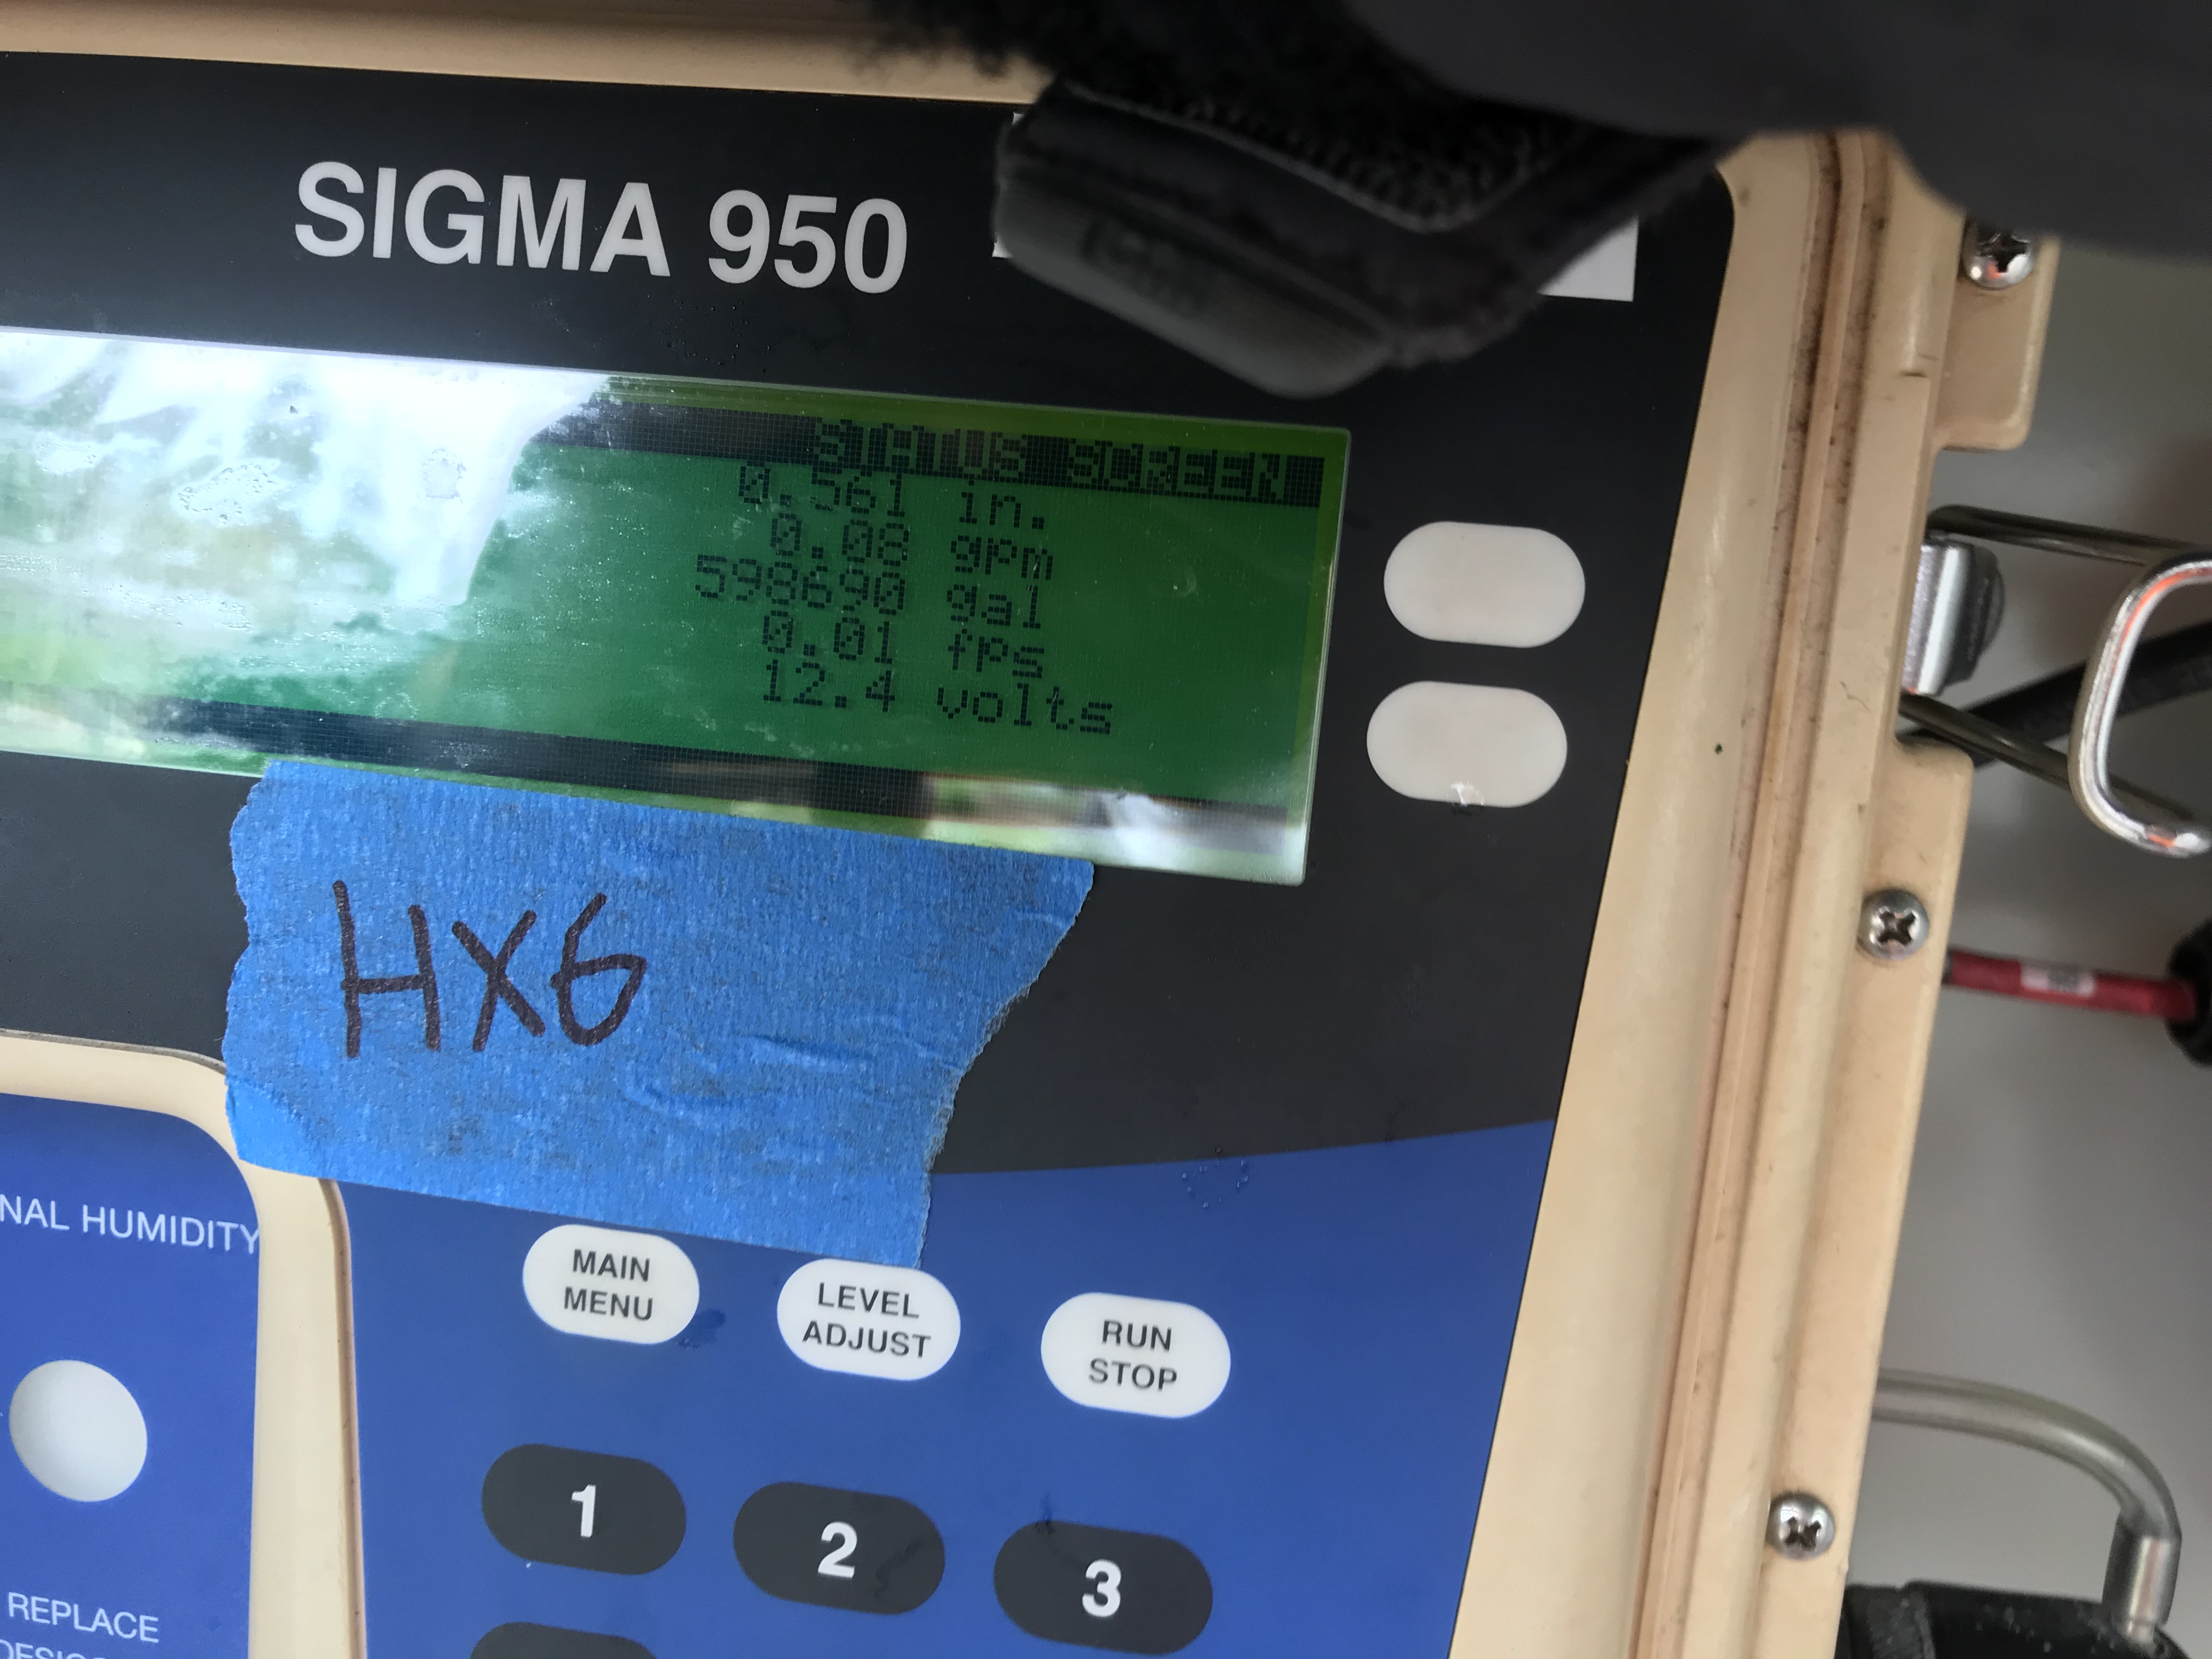 SIGMA 950
STATUS SCREEN
0.561 in.
0.08 gpm
598690 gal
0.01 fps
12.4 volts
HX6
NAL HUMIDITY
MAIN
MENU
LEVEL
ADJUST
RUN
STOP
1
2
3
REPLACE